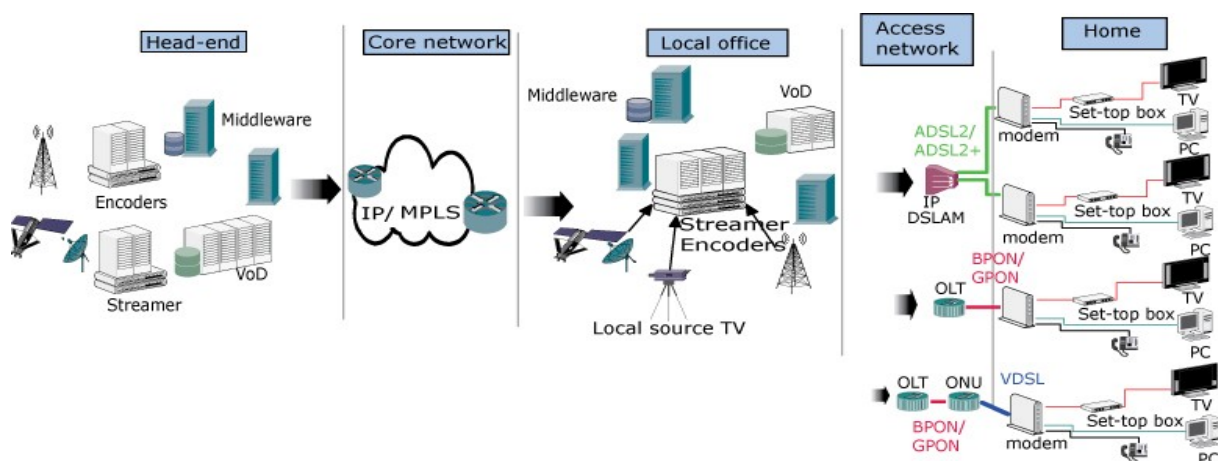 Head-end
Core network
Local office
Access
network
Home
Middleware
Encoders
Streamer
VoD
IP/ MPLS
Middleware
VoD
Streamer
Encoders
Local source TV
ADSL2/
ADSL2+
IP
DSLAM
modem
Set-top box
TV
PC
modem
Set-top box
TV
PC
BPON/
GPON
OLT
Set-top box
TV
PC
OLT
ONU
VDSL
BPON/
GPON
modem
Set-top box
TV
PC